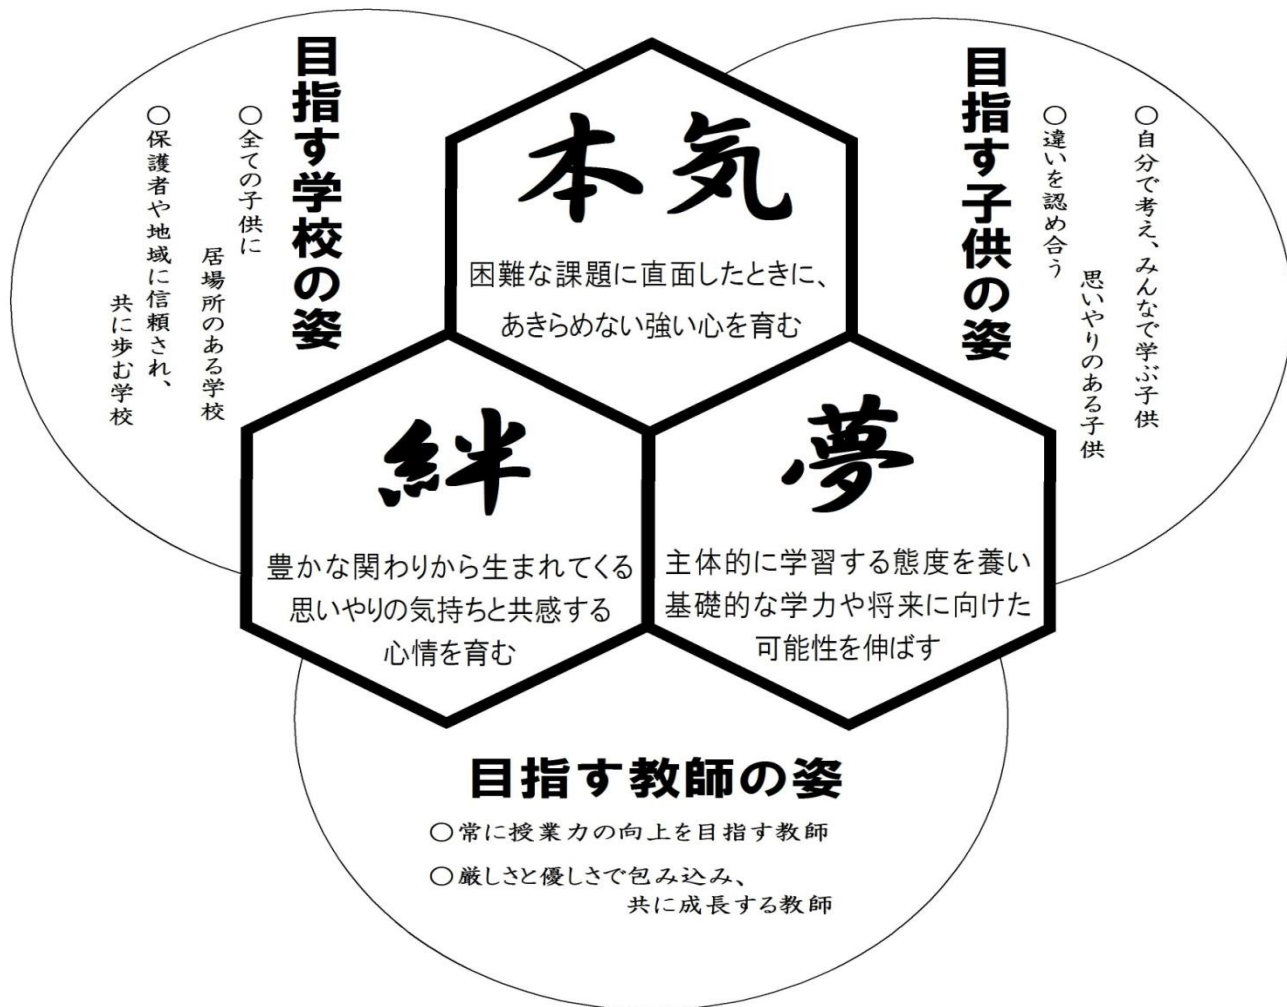 目指す学校の姿
○全ての子供に
居場所のある学校
○保護者や地域に信頼され、
共に歩む学校
本気
困難な課題に直面したときに、
あきらめない強い心を育む
目指す子供の姿
○自分で考え、みんなで学ぶ子供
○違いを認め合う
思いやりのある子供
絆
豊かな関わりから生まれてくる
思いやりの気持ちと共感する
心情を育む
夢
主体的に学習する態度を養い
基礎的な学力や将来に向けた
可能性を伸ばす
目指す教師の姿
○常に授業力の向上を目指す教師
○厳しさと優しさで包み込み、
共に成長する教師